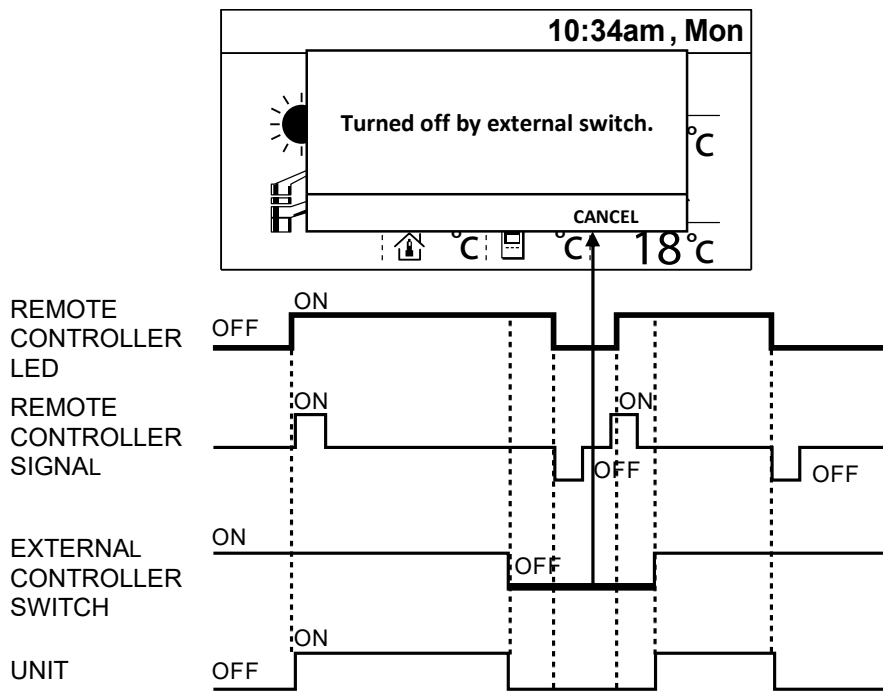 10:34am , Mon
Turned off by external switch.
°C
CANCEL
°C °C 18°C
REMOTE
CONTROLLER
LED
OFF
ON
REMOTE
CONTROLLER
SIGNAL
ON
OFF
ON
OFF
EXTERNAL
CONTROLLER
SWITCH
ON
OFF
UNIT
OFF
ON